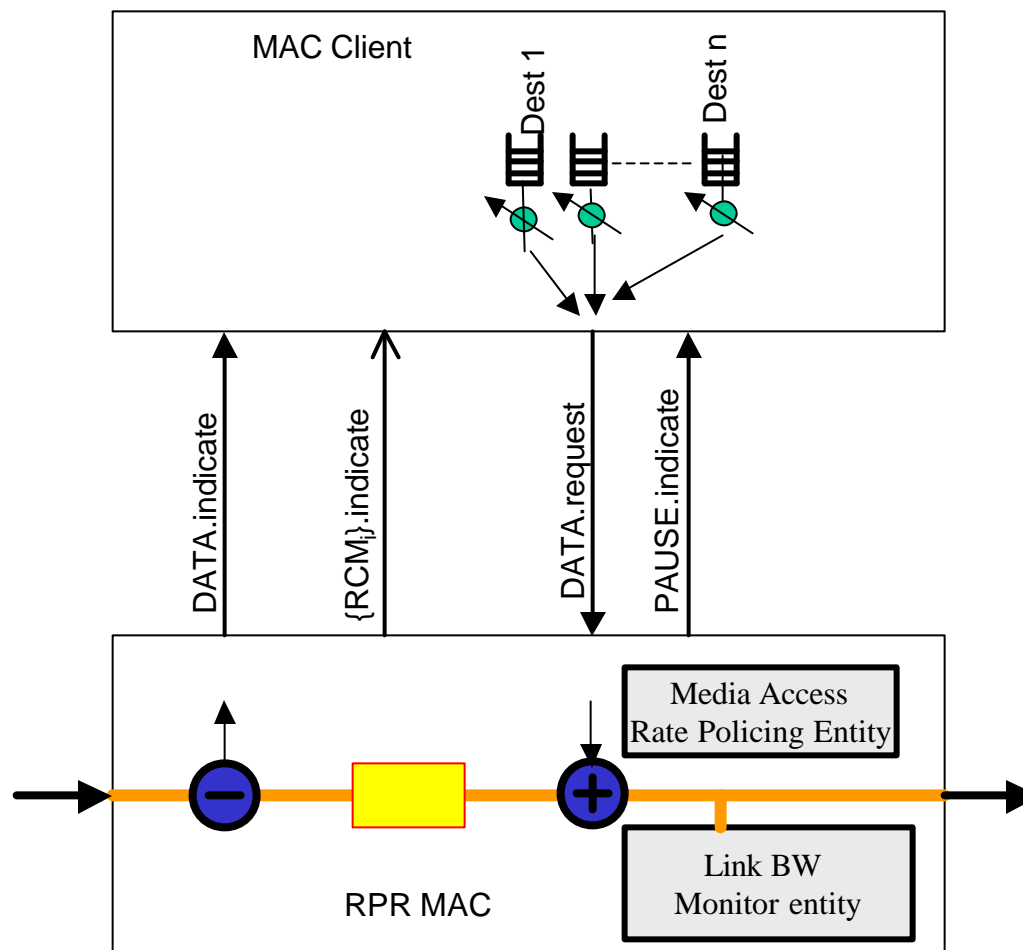 MAC Client
Dest 1
Dest n
DATA.indicate
{RCMi}.indicate
DATA.request
PAUSE.indicate
Media Access
Rate Policing Entity
Link BW
Monitor entity
RPR MAC